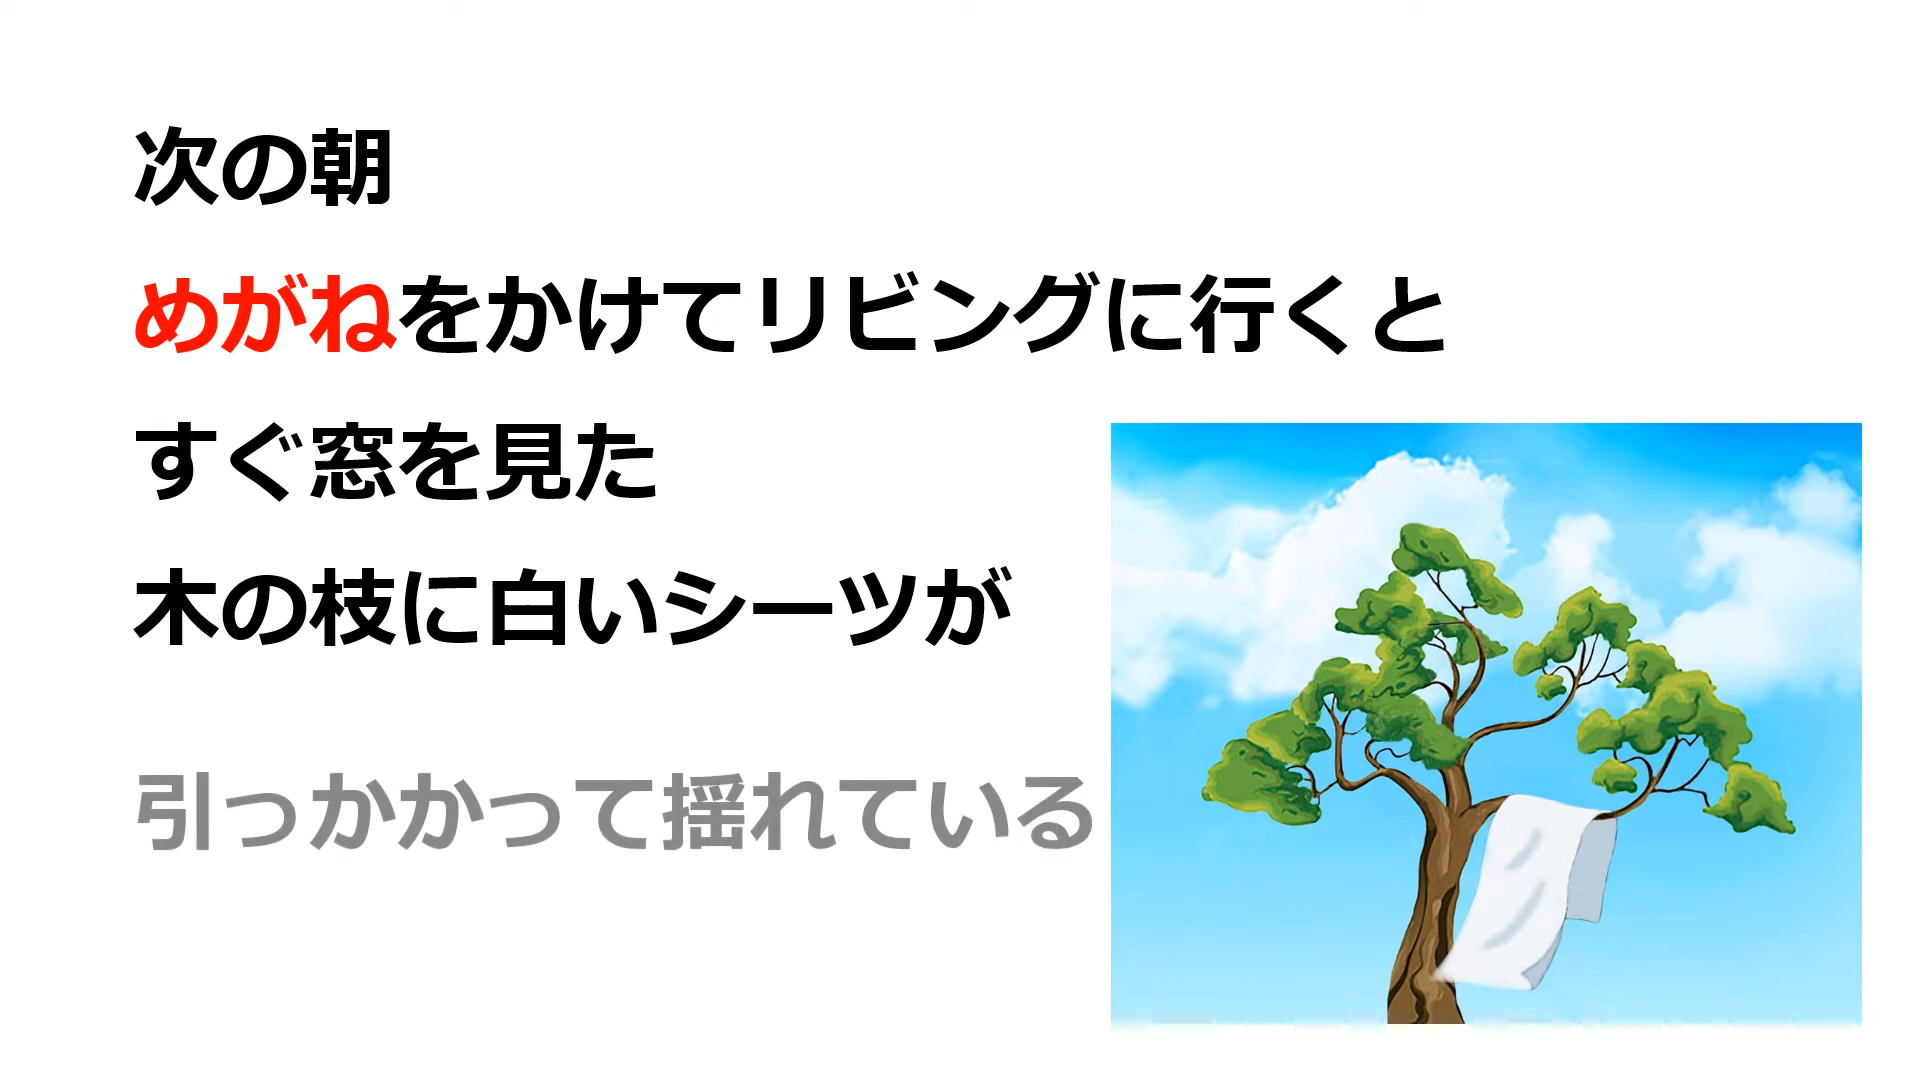 次の朝
めがねをかけてリビングに行くと
すぐ窓を見た
木の枝に白いシーツが
引っかかって揺れている